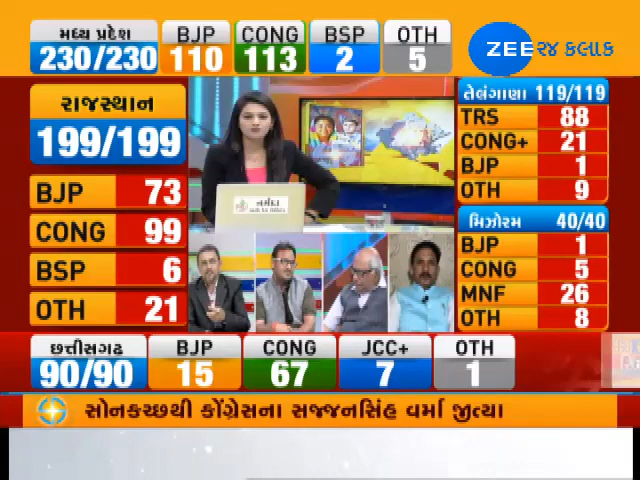 મધ્ય પ્રદેશ
230/230
BJP
110
CONG
113
BSP
2
OTH
5
ZEE ૨૪ કલાક
રાજસ્થાન
199/199
BJP 73
CONG 99
BSP 6
OTH 21
તેલંગાણા 119/119
TRS 88
CONG+ 21
BJP 1
OTH 9
મિઝોરમ 40/40
BJP 1
CONG 5
MNF 26
OTH 8
નર્મદા
છત્તીસગઢ
90/90
BJP
15
CONG
67
JCC+
7
OTH
1
સોનકચ્છથી કોંગ્રેસના સજ્જનસિંહ વર્મા જીત્યા